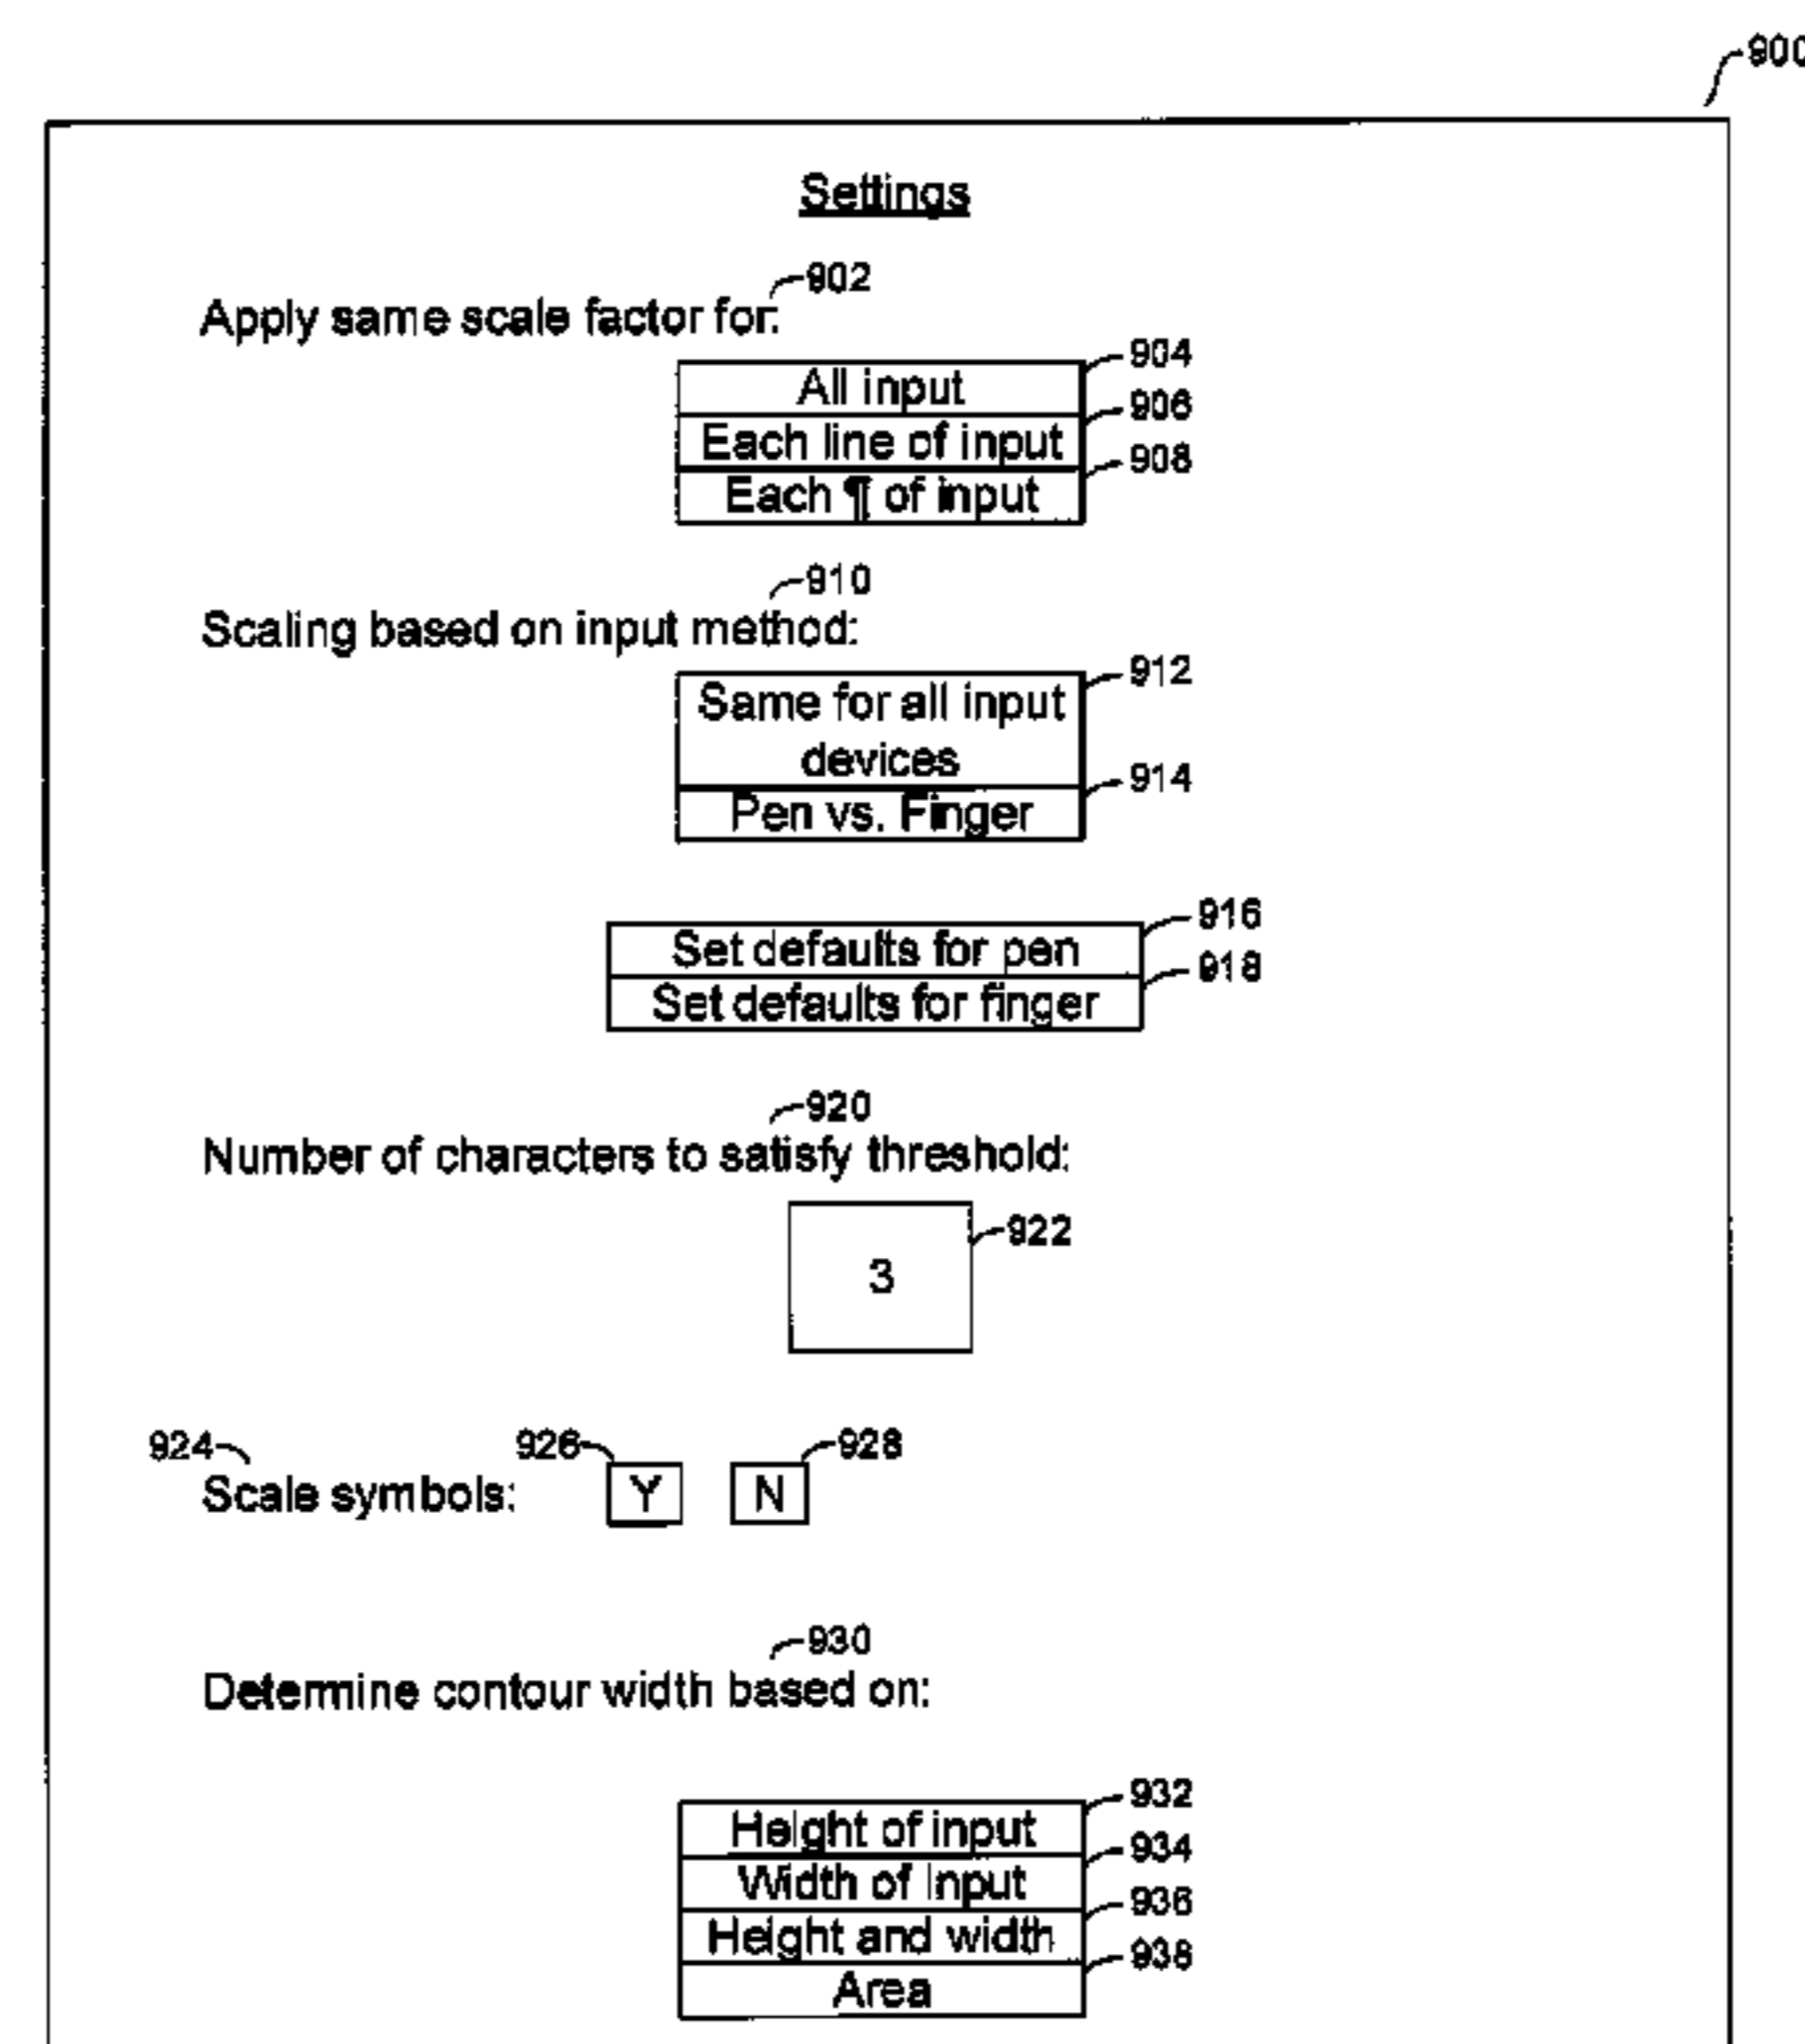 900
Settings
902
Apply same scale factor for:
904
All input
906
Each line of input
908
Each ¶ of input
910
Scaling based on input method:
912
Same for all input
devices
914
Pen vs. Finger
916
Set defaults for pen
918
Set defaults for finger
920
Number of characters to satisfy threshold:
922
3
924 926 928
Scale symbols: Y N
930
Determine contour width based on:
932
Height of input
934
Width of input
936
Height and width
938
Area